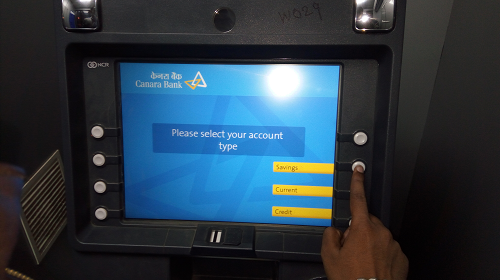 W029
NCR
केनरा बैंक
Canara Bank
Please select your account
type
Savings
Current
Credit